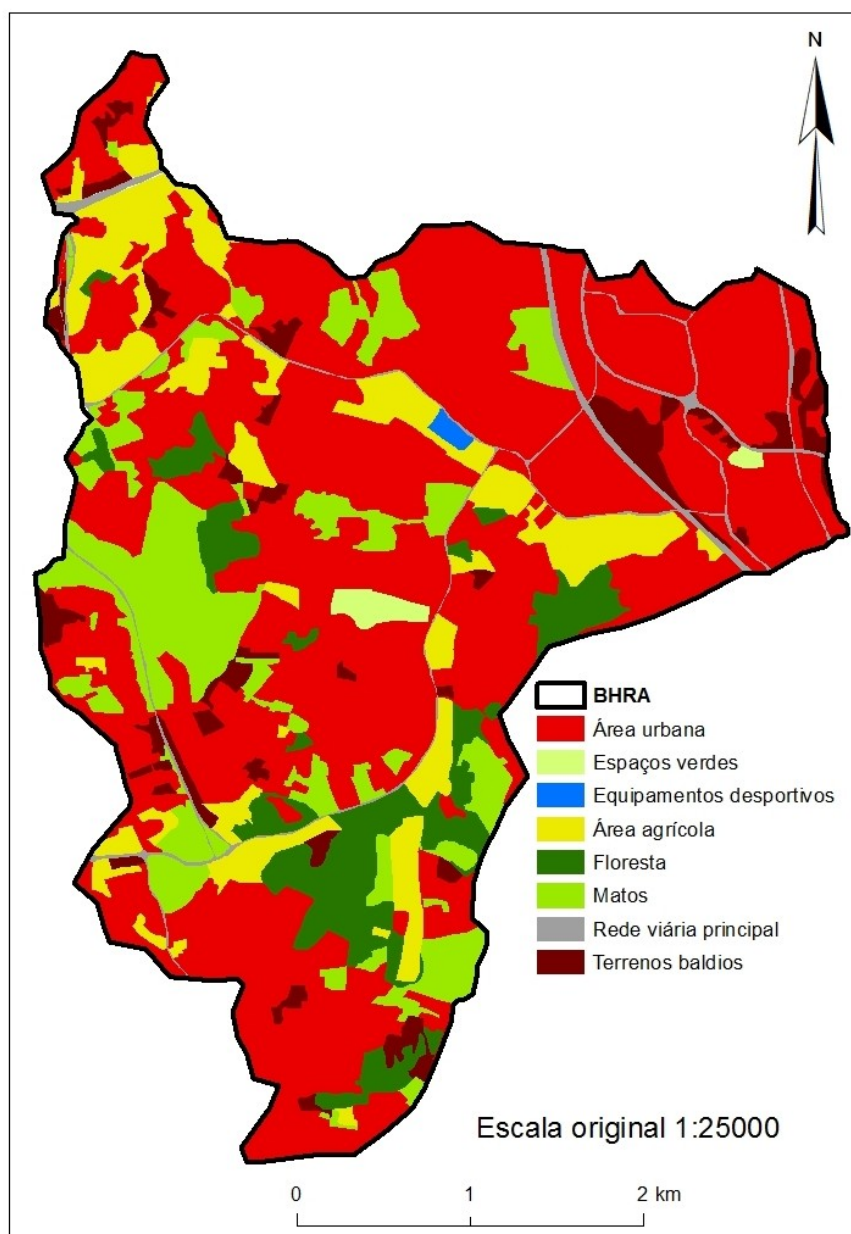 N
BHRA
Área urbana
Espaços verdes
Equipamentos desportivos
Área agrícola
Floresta
Matos
Rede viária principal
Terrenos baldios
Escala original 1:25000
0 1 2 km